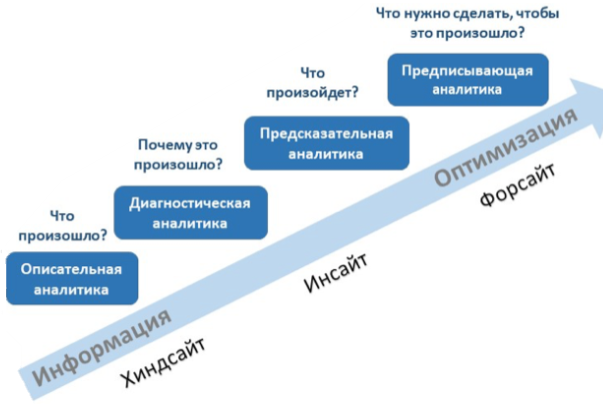 Что нужно сделать, чтобы
это произошло?
Предписывающая
аналитика
Что
произойдет?
Предсказательная
аналитика
Почему это
произошло?
Диагностическая
аналитика
Что
произошло?
Описательная
аналитика
Информация
Оптимизация
Хиндсайт
Инсайт
Форсайт